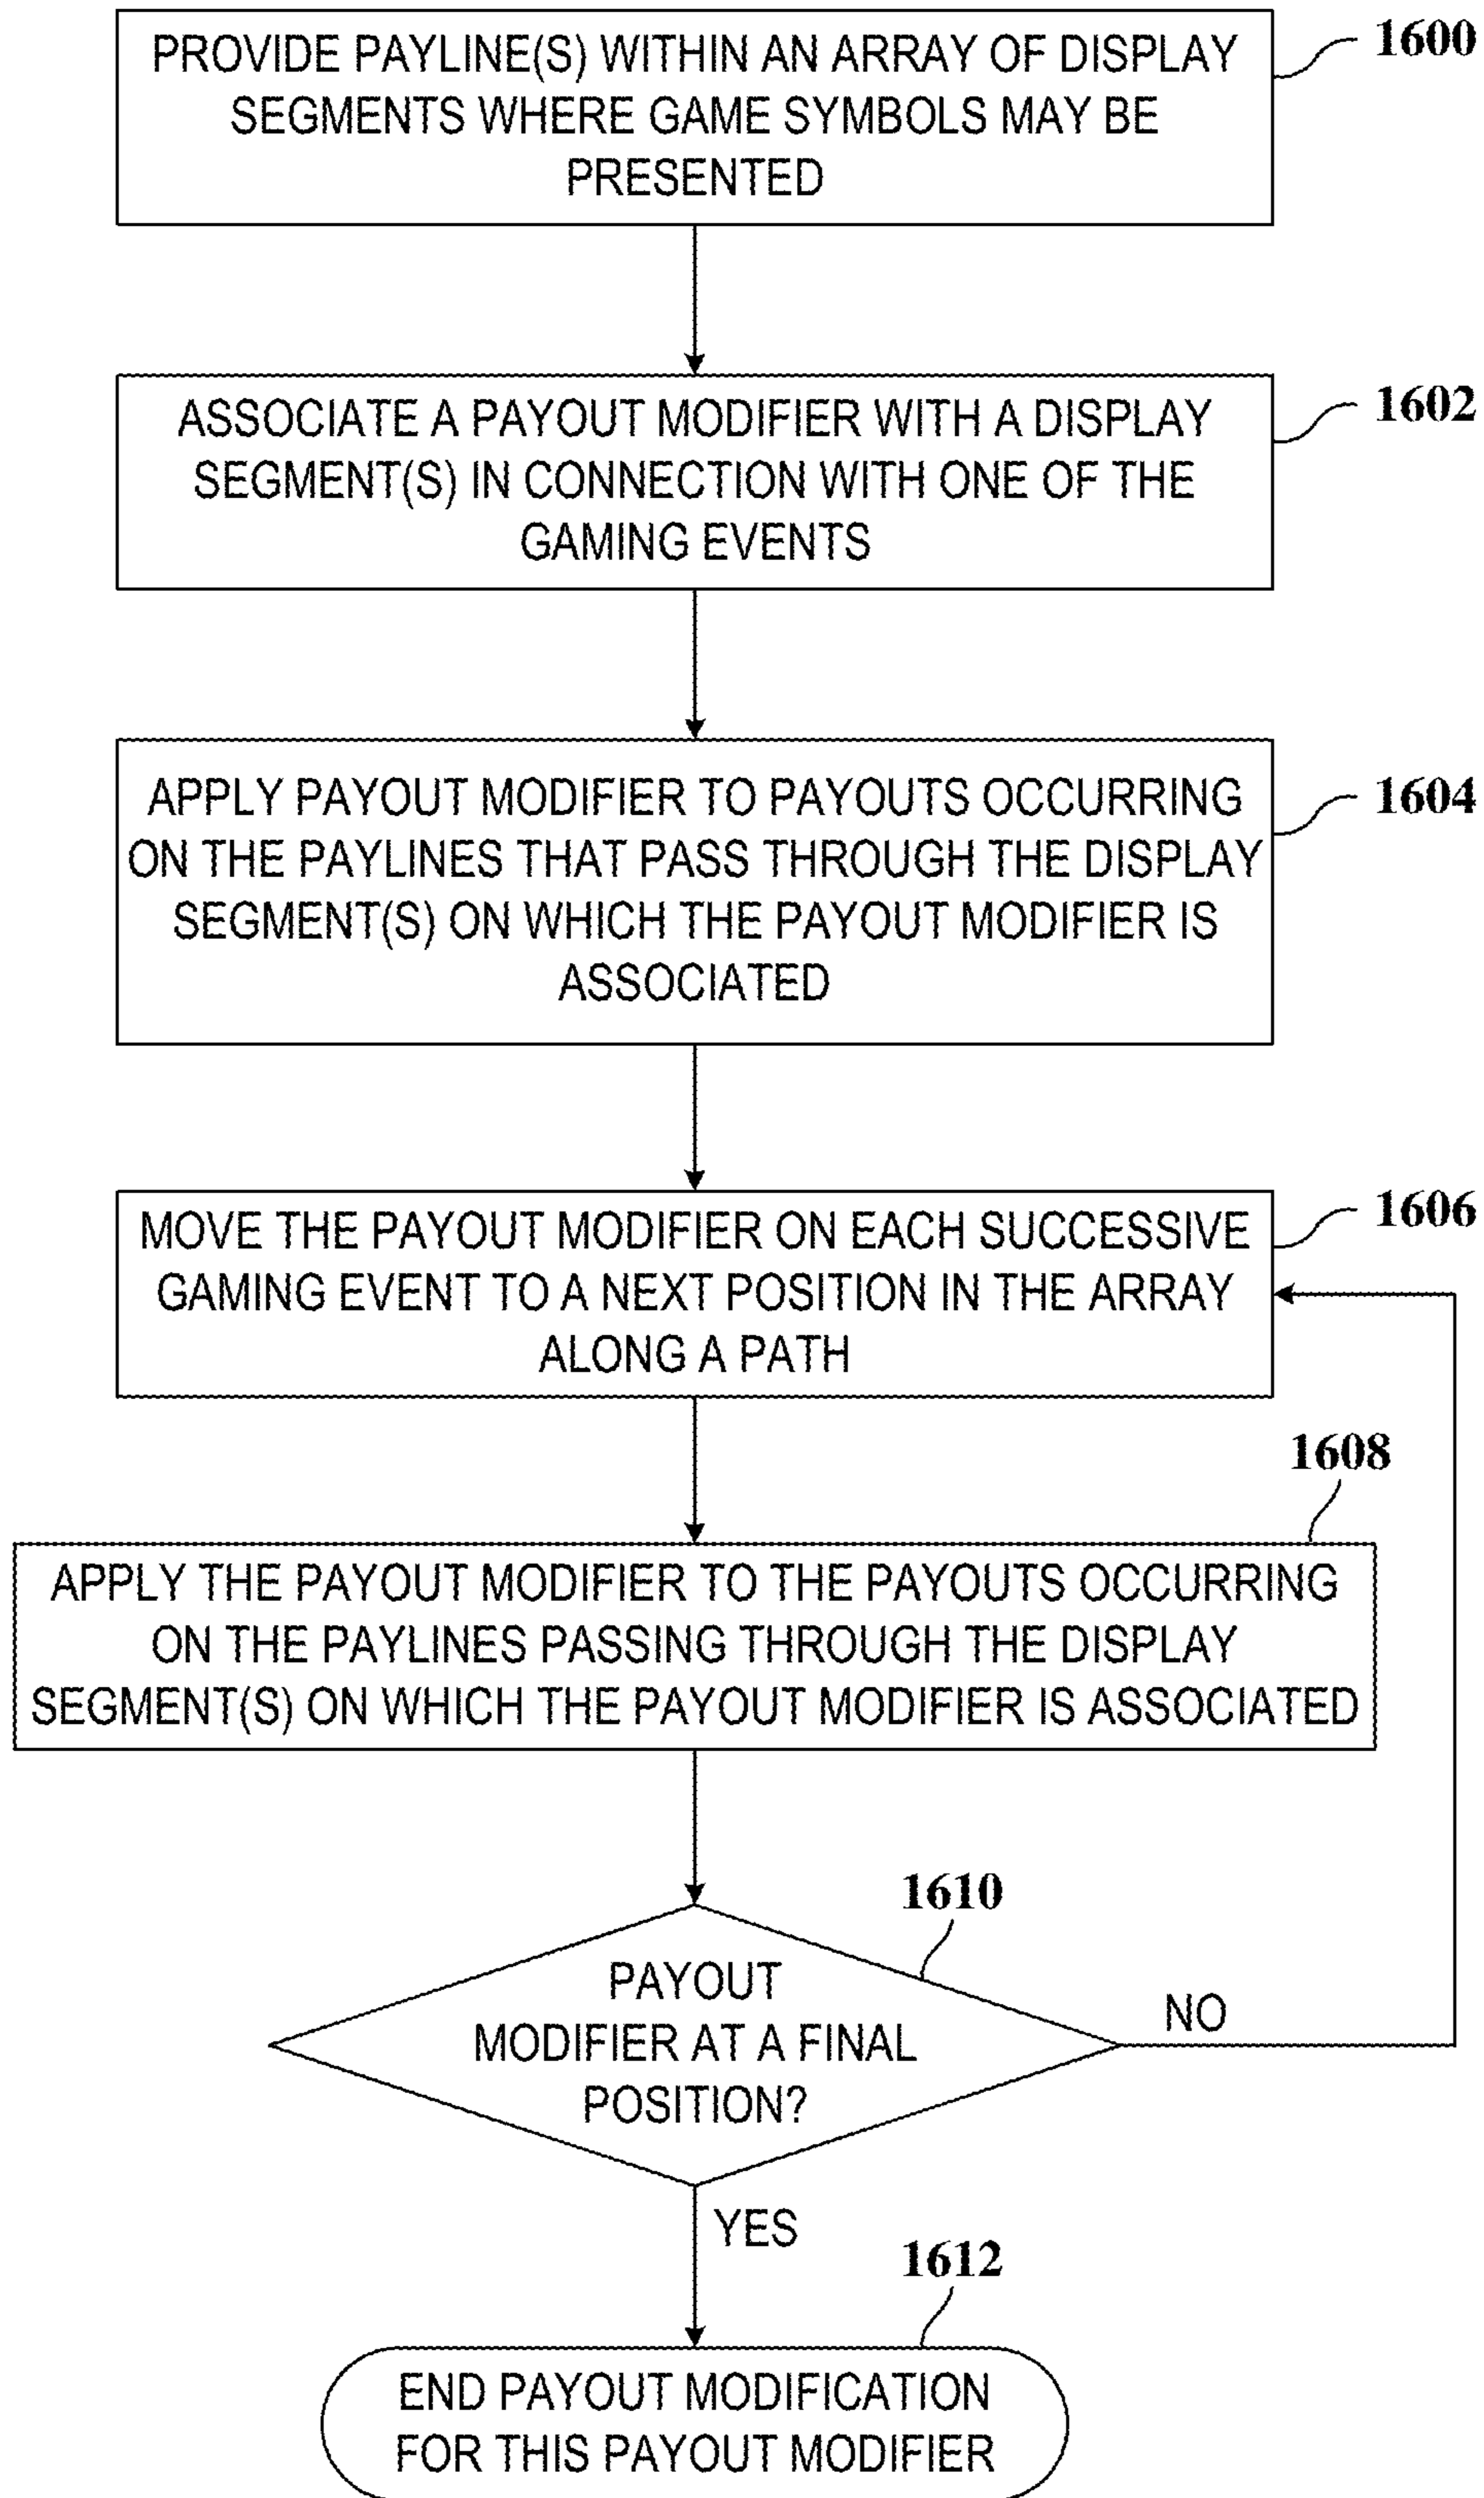 PROVIDE PAYLINE(S) WITHIN AN ARRAY OF DISPLAY
SEGMENTS WHERE GAME SYMBOLS MAY BE
PRESENTED
1600
ASSOCIATE A PAYOUT MODIFIER WITH A DISPLAY
SEGMENT(S) IN CONNECTION WITH ONE OF THE
GAMING EVENTS
1602
APPLY PAYOUT MODIFIER TO PAYOUTS OCCURRING
ON THE PAYLINES THAT PASS THROUGH THE DISPLAY
SEGMENT(S) ON WHICH THE PAYOUT MODIFIER IS
ASSOCIATED
1604
MOVE THE PAYOUT MODIFIER ON EACH SUCCESSIVE
GAMING EVENT TO A NEXT POSITION IN THE ARRAY
ALONG A PATH
1606
1608
APPLY THE PAYOUT MODIFIER TO THE PAYOUTS OCCURRING
ON THE PAYLINES PASSING THROUGH THE DISPLAY
SEGMENT(S) ON WHICH THE PAYOUT MODIFIER IS ASSOCIATED
1610
PAYOUT
MODIFIER AT A FINAL
POSITION?
NO
YES
1612
END PAYOUT MODIFICATION
FOR THIS PAYOUT MODIFIER